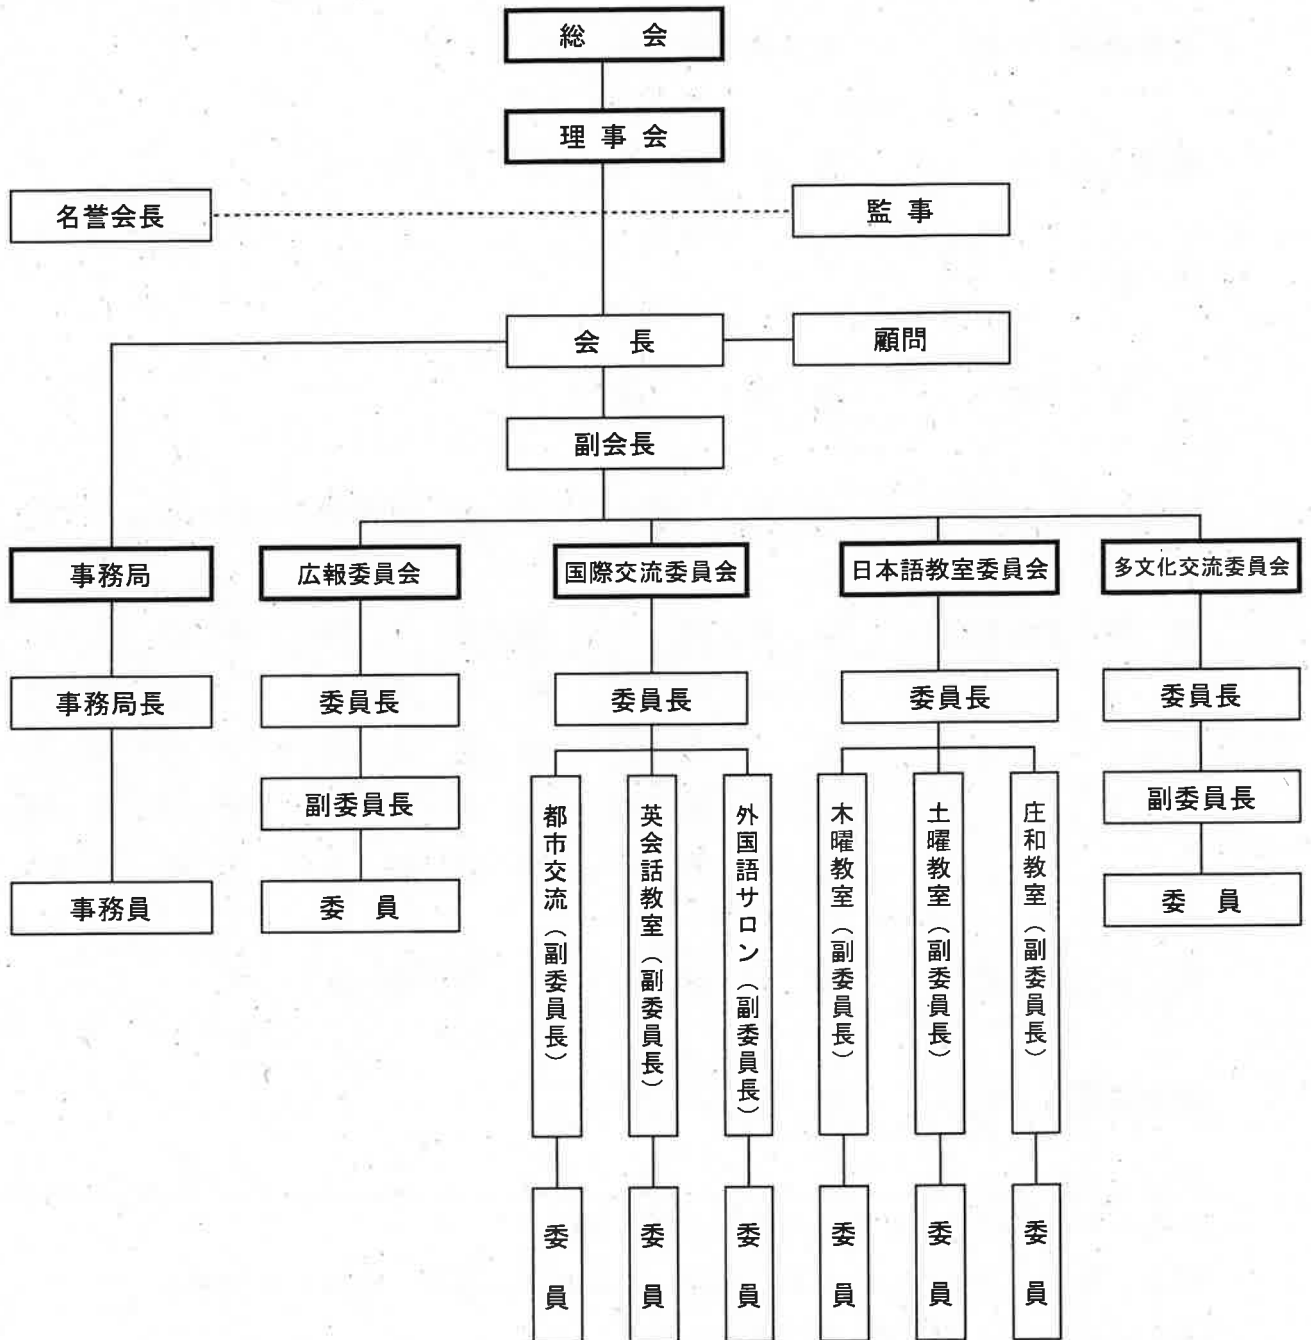 総　会
理事会
名誉会長
監事
会長
顧問
副会長
事務局
広報委員会
国際交流委員会
日本語教室委員会
多文化交流委員会
事務局長
委員長
委員長
委員長
委員長
副委員長
副委員長
都市交流（副委員長）
英会話教室（副委員長）
外国語サロン（副委員長）
木曜教室（副委員長）
土曜教室（副委員長）
庄和教室（副委員長）
事務員
委員
委員
委員
委員
委員
委員
委員
委員